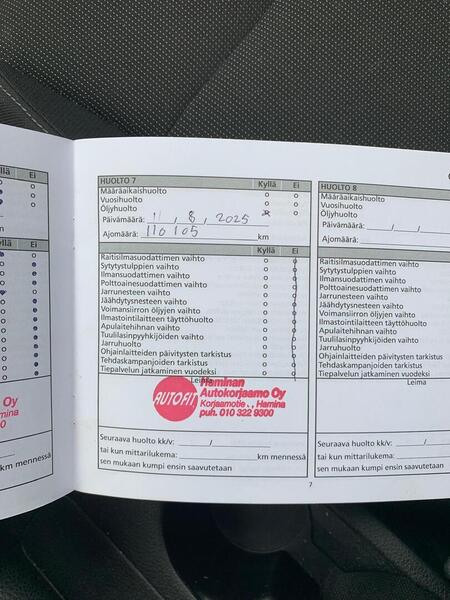 Kyllä Ei
Oy
mina
0
km mennessä
HUOLTO 7 Kyllä Ei
Määräaikaishuolto
Vuosihuolto
Öljyhuolto
Päivämäärä: 11, 8, 2025
Ajomäärä: 110 105 km
Kyllä Ei
Raitisilmasuodattimen vaihto
Sytytystulppien vaihto
Ilmansuodattimen vaihto
Polttoainesuodattimen vaihto
Jarrunesteen vaihto
Jäähdytysnesteen vaihto
Voimansiirron öljyjen vaihto
Ilmastointilaitteen täyttöhuolto
Apulaitehihnan vaihto
Tuulilasinpyyhkijöiden vaihto
Jarruhuolto
Ohjainlaitteiden päivitysten tarkistus
Tehdaskampanjoiden tarkistus
Tiepalvelun jatkaminen vuodeksi
Leima
AUTOFIT
Haminan
Autokorjaamo Oy
Korjaamotie , Hamina
puh. 010 322 9300
Seuraava huolto kk/v: /
tai kun mittarilukema: km mennessä
sen mukaan kumpi ensin saavutetaan
7
HUOLTO 8
Määräaikaishuolto
Vuosihuolto
Öljyhuolto
Päivämäärä: , ,
Ajomäärä:
Raitisilmasuodattimen vaihto
Sytytystulppien vaihto
Ilmansuodattimen vaihto
Polttoainesuodattimen vaihto
Jarrunesteen vaihto
Jäähdytysnesteen vaihto
Voimansiirron öljyjen vaihto
Ilmastointilaitteen täyttöhuolto
Apulaitehihnan vaihto
Tuulilasinpyyhkijöiden vaihto
Jarruhuolto
Ohjainlaitteiden päivitysten tarkistus
Tehdaskampanjoiden tarkistus
Tiepalvelun jatkaminen vuodeksi
Leima
Seuraava huolto kk/v: /
tai kun mittarilukema:
sen mukaan kumpi ensin saavutetaan